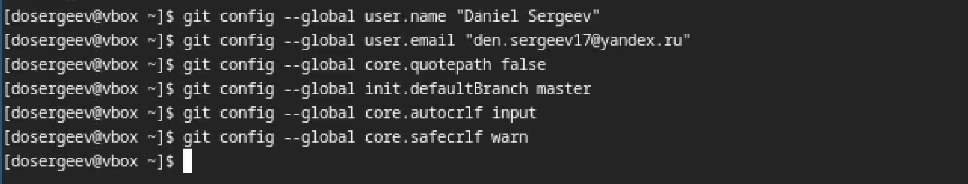 [dosergeev@vbox ~]$ git config --global user.name "Daniel Sergeev"
[dosergeev@vbox ~]$ git config --global user.email "den.sergeev17@yandex.ru"
[dosergeev@vbox ~]$ git config --global core.quotepath false
[dosergeev@vbox ~]$ git config --global init.defaultBranch master
[dosergeev@vbox ~]$ git config --global core.autocrlf input
[dosergeev@vbox ~]$ git config --global core.safecrlf warn
[dosergeev@vbox ~]$